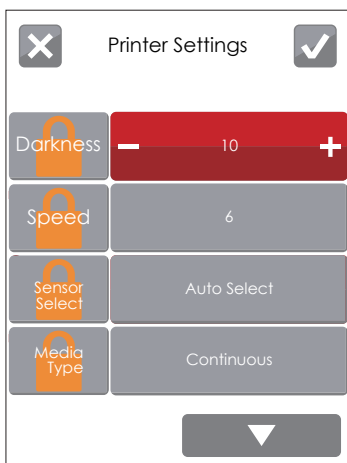 Printer Settings
Darkness
10
Speed
6
Sensor
Select
Auto Select
Media
Type
Continuous